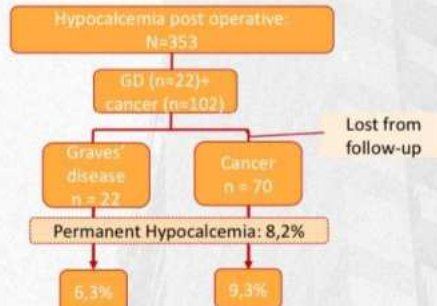 Hypocalcemia post operative:
N=353
GD (n=22)+
cancer (n=102)
Lost from
follow-up
Graves'
disease
n = 22
Cancer
n = 70
Permanent Hypocalcemia: 8,2%
6,3%
9,3%